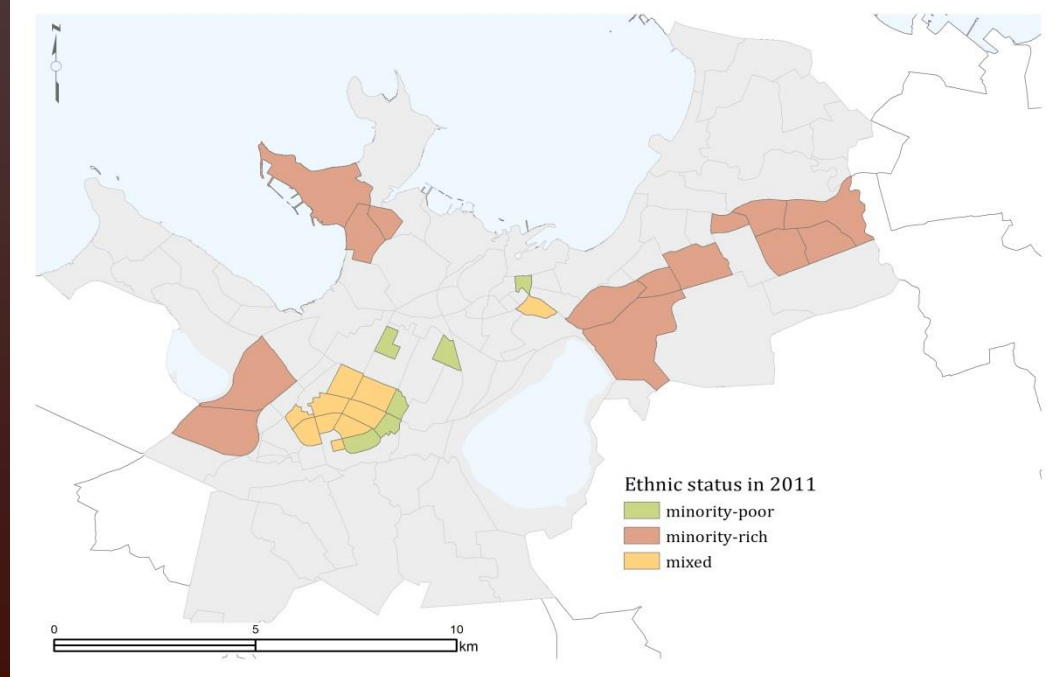 N
Ethnic status in 2011
minority-poor
minority-rich
mixed
0 5 10
km